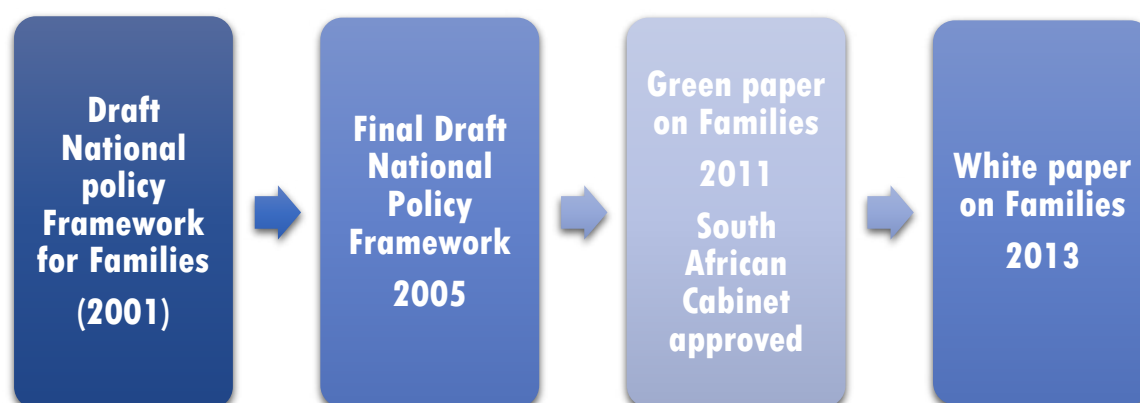 Draft
National
policy
Framework
for Families
(2001)
Final Draft
National
Policy
Framework
2005
Green paper
on Families
2011
South
African
Cabinet
approved
White paper
on Families
2013